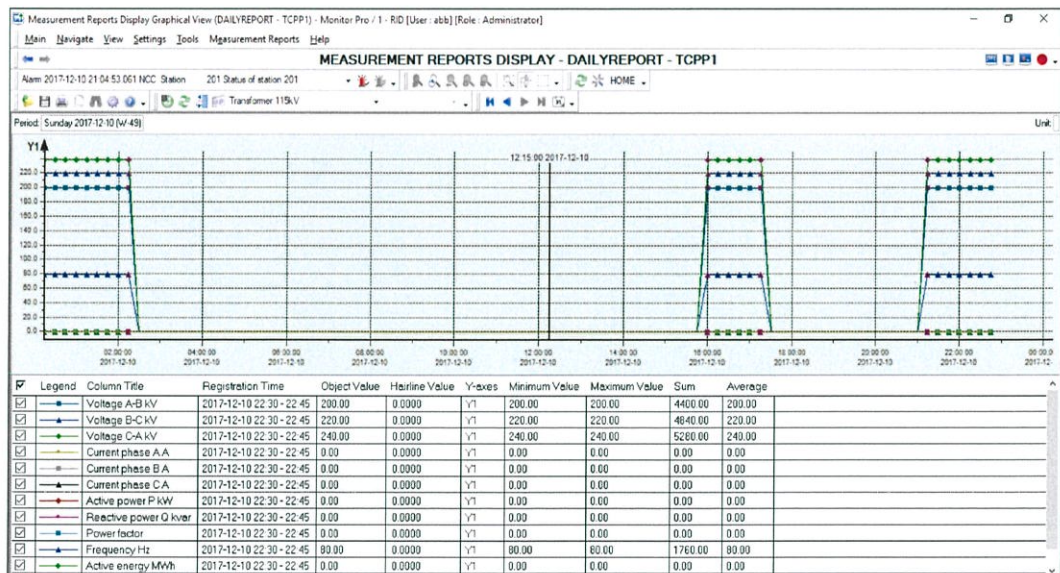 Measurement Reports Display Graphical View (DAILYREPORT - TCPP1) - Monitor Pro / 1 - RID [User : abb] [Role : Administrator]
Main Navigate View Settings Tools Measurement Reports Help
MEASUREMENT REPORTS DISPLAY - DAILYREPORT - TCPP1
Alarm 2017-12-10 21:04:53.061 NCC Station 201 Status of station 201 HOME
Transformer 115kV
Period: Sunday 2017-12-10 (W-49) Unit:
Y1
12:15:00 2017-12-10
220.0
200.0
180.0
160.0
140.0
120.0
100.0
80.0
60.0
40.0
20.0
0.0
02:00:00 04:00:00 06:00:00 08:00:00 10:00:00 12:00:00 14:00:00 16:00:00 18:00:00 20:00:00 22:00:00 00:00:00
2017-12-10 2017-12-10 2017-12-10 2017-12-10 2017-12-10 2017-12-10 2017-12-10 2017-12-10 2017-12-10 2017-12-10 2017-12-10
Legend Column Title Registration Time Object Value Hairline Value Y-axes Minimum Value Maximum Value Sum Average
Voltage A-B kV 2017-12-10 22:30 - 22:45 200.00 0.0000 Y1 200.00 200.00 4400.00 200.00
Voltage B-C kV 2017-12-10 22:30 - 22:45 220.00 0.0000 Y1 220.00 220.00 4840.00 220.00
Voltage C-A kV 2017-12-10 22:30 - 22:45 240.00 0.0000 Y1 240.00 240.00 5280.00 240.00
Current phase A A 2017-12-10 22:30 - 22:45 0.00 0.0000 Y1 0.00 0.00 0.00 0.00
Current phase B A 2017-12-10 22:30 - 22:45 0.00 0.0000 Y1 0.00 0.00 0.00 0.00
Current phase C A 2017-12-10 22:30 - 22:45 0.00 0.0000 Y1 0.00 0.00 0.00 0.00
Active power P kW 2017-12-10 22:30 - 22:45 0.00 0.0000 Y1 0.00 0.00 0.00 0.00
Reactive power Q kvar 2017-12-10 22:30 - 22:45 0.00 0.0000 Y1 0.00 0.00 0.00 0.00
Power factor 2017-12-10 22:30 - 22:45 0.00 0.0000 Y1 0.00 0.00 0.00 0.00
Frequency Hz 2017-12-10 22:30 - 22:45 80.00 0.0000 Y1 80.00 80.00 1760.00 80.00
Active energy MWh 2017-12-10 22:30 - 22:45 0.00 0.0000 Y1 0.00 0.00 0.00 0.00